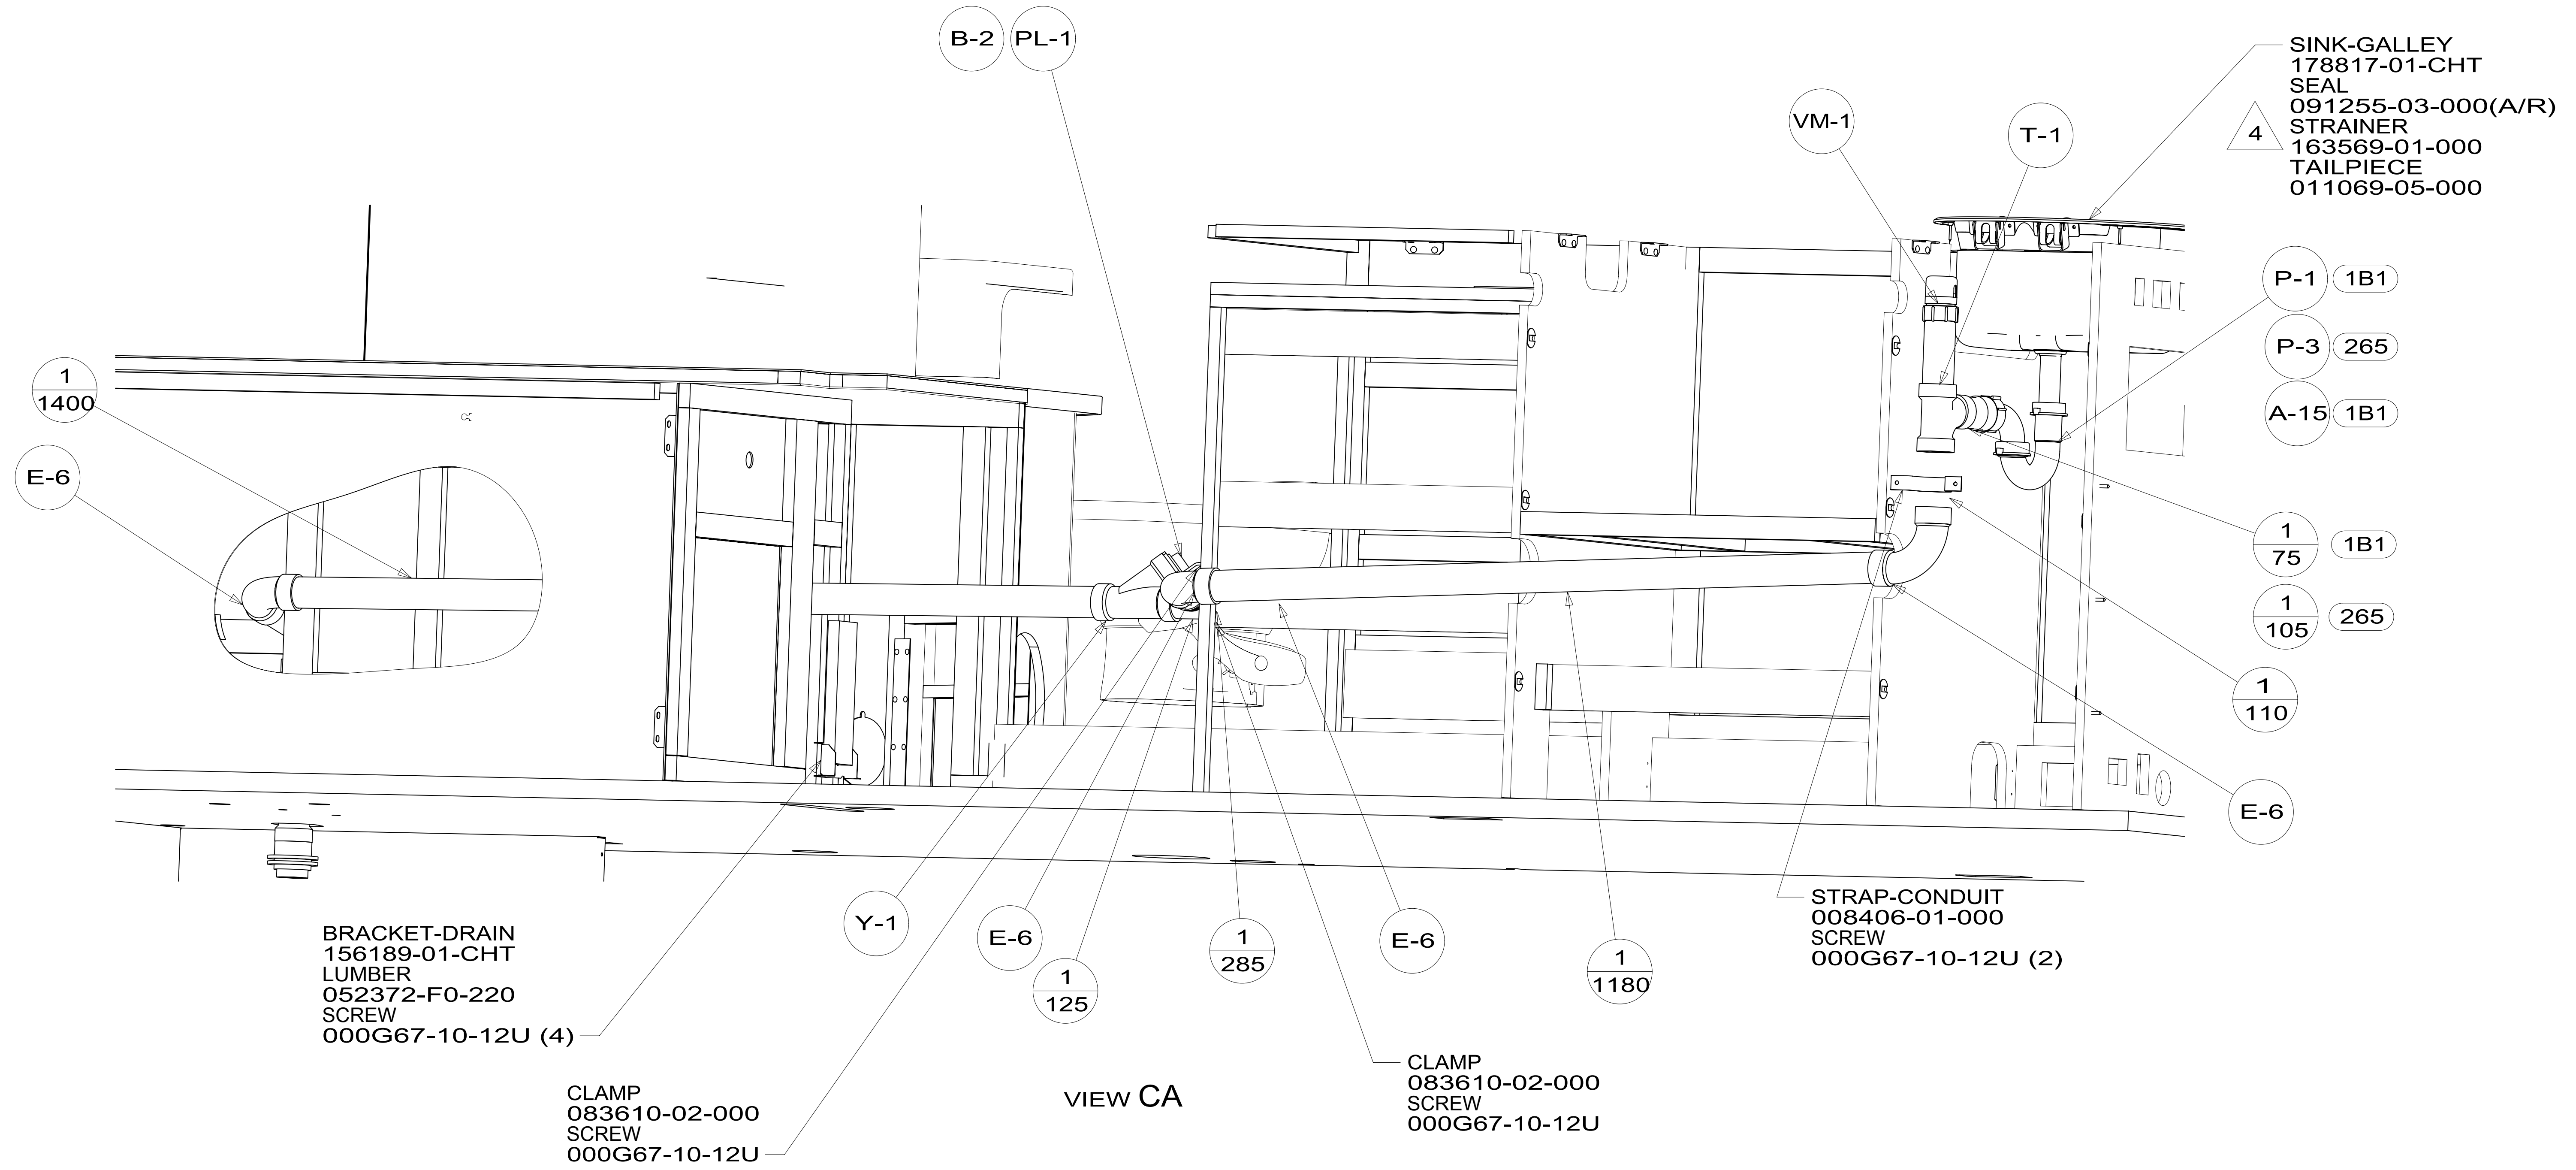 B-2 PL-1
SINK-GALLEY
178817-01-CHT
SEAL
091255-03-000(A/R)
4
STRAINER
163569-01-000
TAILPIECE
011069-05-000
VM-1
T-1
P-1 1B1
P-3 265
A-15 1B1
1
1400
E-6
1
75
1B1
1
105
265
1
110
E-6
Y-1
E-6
1
125
1
285
E-6
1
1180
STRAP-CONDUIT
008406-01-000
SCREW
000G67-10-12U (2)
BRACKET-DRAIN
156189-01-CHT
LUMBER
052372-F0-220
SCREW
000G67-10-12U (4)
CLAMP
083610-02-000
SCREW
000G67-10-12U
VIEW CA
CLAMP
083610-02-000
SCREW
000G67-10-12U